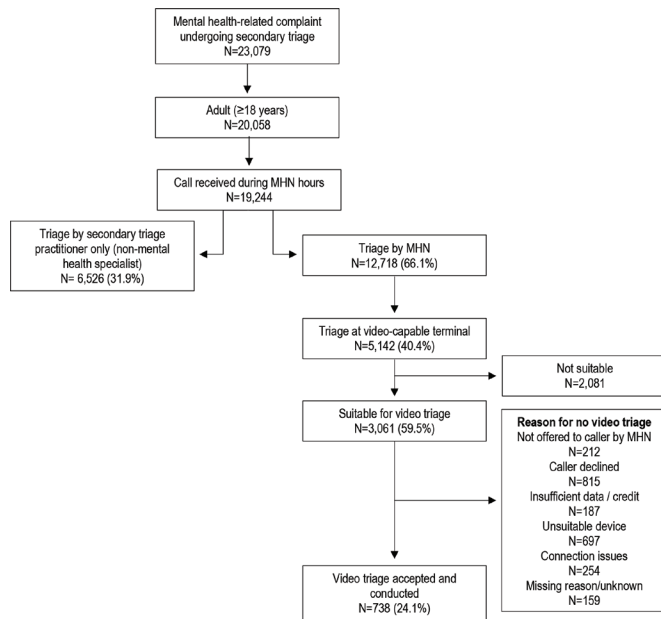 Mental health-related complaint
undergoing secondary triage
N=23,079
Adult (≥18 years)
N=20,058
Call received during MHN hours
N=19,244
Triage by secondary triage
practitioner only (non-mental
health specialist)
N= 6,526 (31.9%)
Triage by MHN
N=12,718 (66.1%)
Triage at video-capable terminal
N=5,142 (40.4%)
Not suitable
N=2,081
Suitable for video triage
N=3,061 (59.5%)
Reason for no video triage
Not offered to caller by MHN
N=212
Caller declined
N=815
Insufficient data / credit
N=187
Unsuitable device
N=697
Connection issues
N=254
Missing reason/unknown
N=159
Video triage accepted and
conducted
N=738 (24.1%)